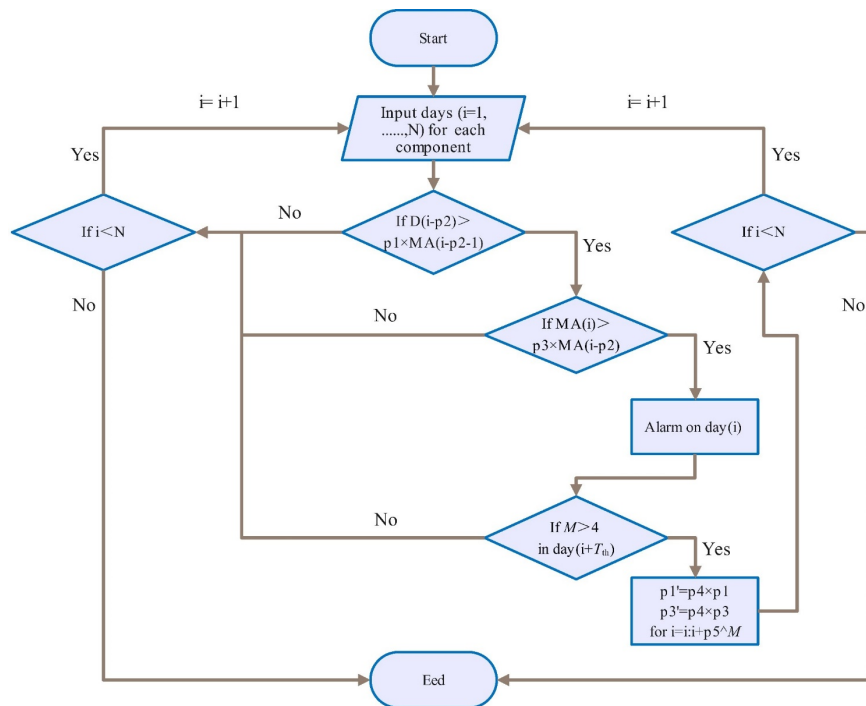 Start
i= i+1
i= i+1
Input days (i=1,
......,N) for each
component
Yes
Yes
If i<N
No
If D(i-p2)>
p1×MA(i-p2-1)
Yes
If i<N
No
No
No
If MA(i)>
p3×MA(i-p2)
Yes
Alarm on day(i)
No
If M>4
in day(i+Tth)
Yes
p1'=p4×p1
p3'=p4×p3
for i=i:i+p5^M
Eed